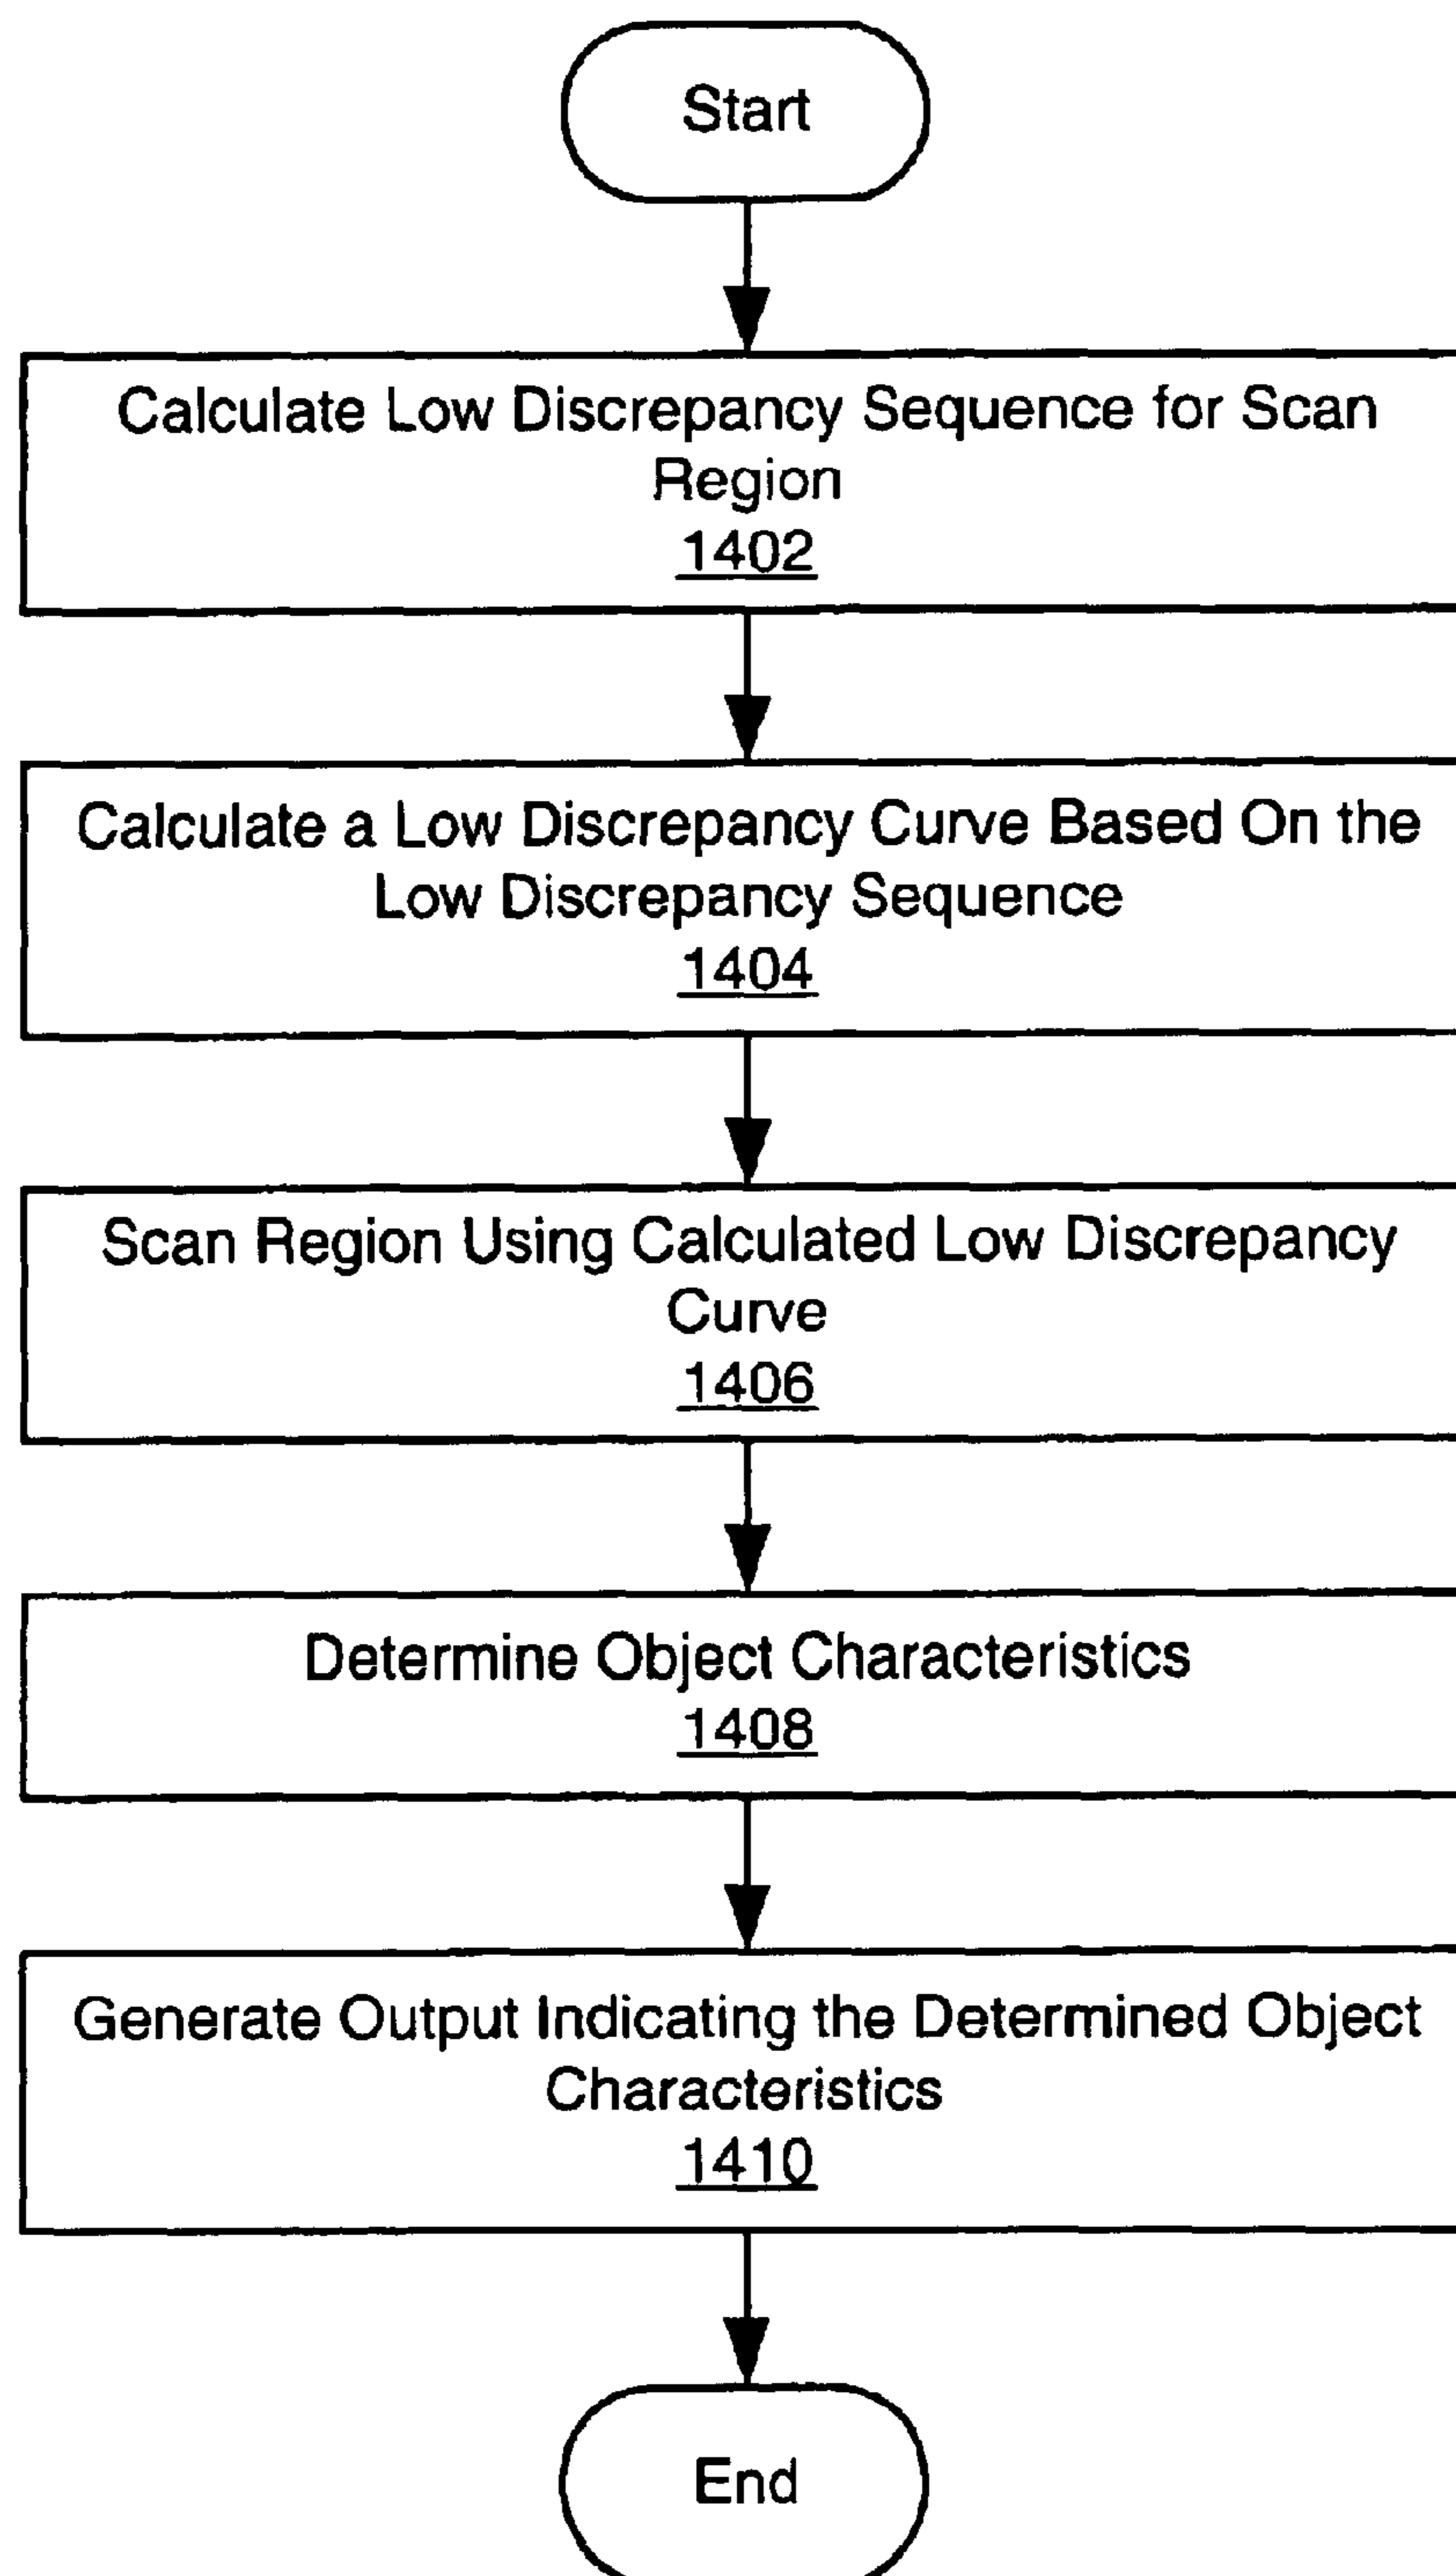 Start
Calculate Low Discrepancy Sequence for Scan
Region
1402
Calculate a Low Discrepancy Curve Based On the
Low Discrepancy Sequence
1404
Scan Region Using Calculated Low Discrepancy
Curve
1406
Determine Object Characteristics
1408
Generate Output Indicating the Determined Object
Characteristics
1410
End